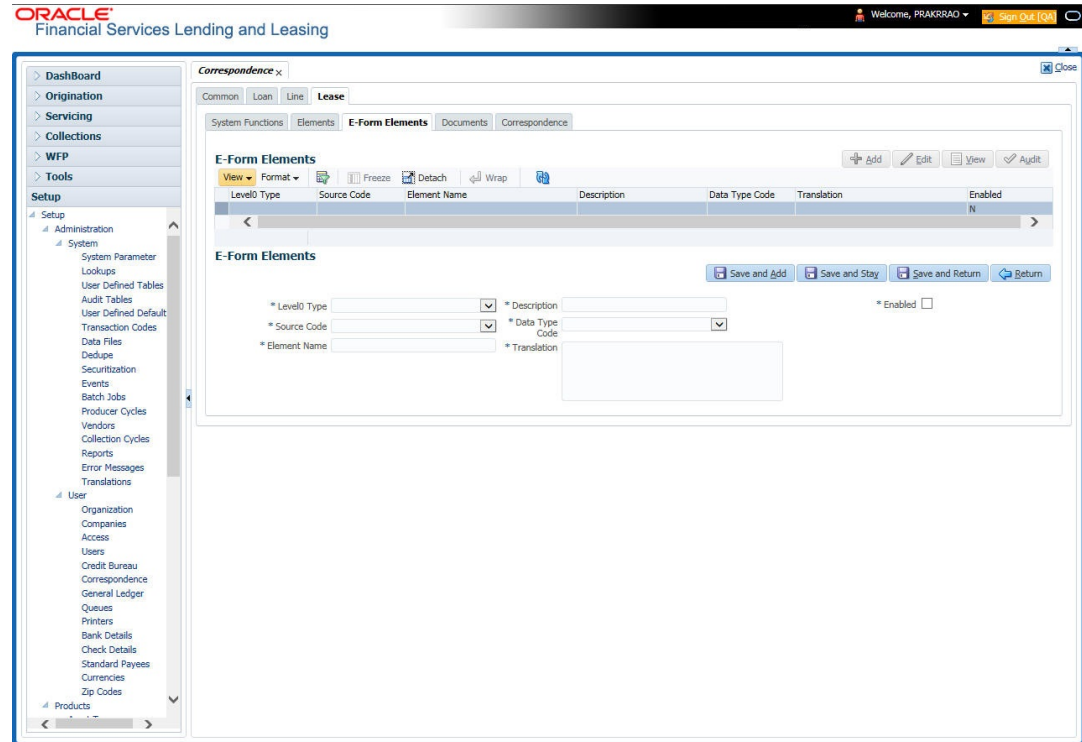 ORACLE
Financial Services Lending and Leasing
Welcome, PRAKRRAO
Sign Out [QA]
Close
DashBoard
Origination
Servicing
Collections
WFP
Tools
Setup
Setup
Administration
System
System Parameter
Lookups
User Defined Tables
Audit Tables
User Defined Default
Transaction Codes
Data Files
Dedupe
Securitization
Events
Batch Jobs
Producer Cycles
Vendors
Collection Cycles
Reports
Error Messages
Translations
User
Organization
Companies
Access
Users
Credit Bureau
Correspondence
General Ledger
Queues
Printers
Bank Details
Check Details
Standard Payees
Currencies
Zip Codes
Products
Correspondence x
Common Loan Line Lease
System Functions Elements E-Form Elements Documents Correspondence
E-Form Elements
Add Edit View Audit
View Format Freeze Detach Wrap
Level0 Type Source Code Element Name Description Data Type Code Translation Enabled
N
E-Form Elements
Save and Add Save and Stay Save and Return Return
* Level0 Type
* Source Code
* Element Name
* Description
* Data Type Code
* Translation
* Enabled